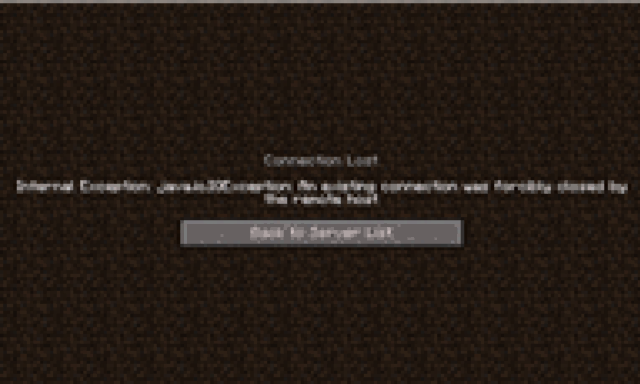 Connection Lost
Internal Exception: java.io.IOException: An existing connection was forcibly closed by
the remote host
Back to Server List